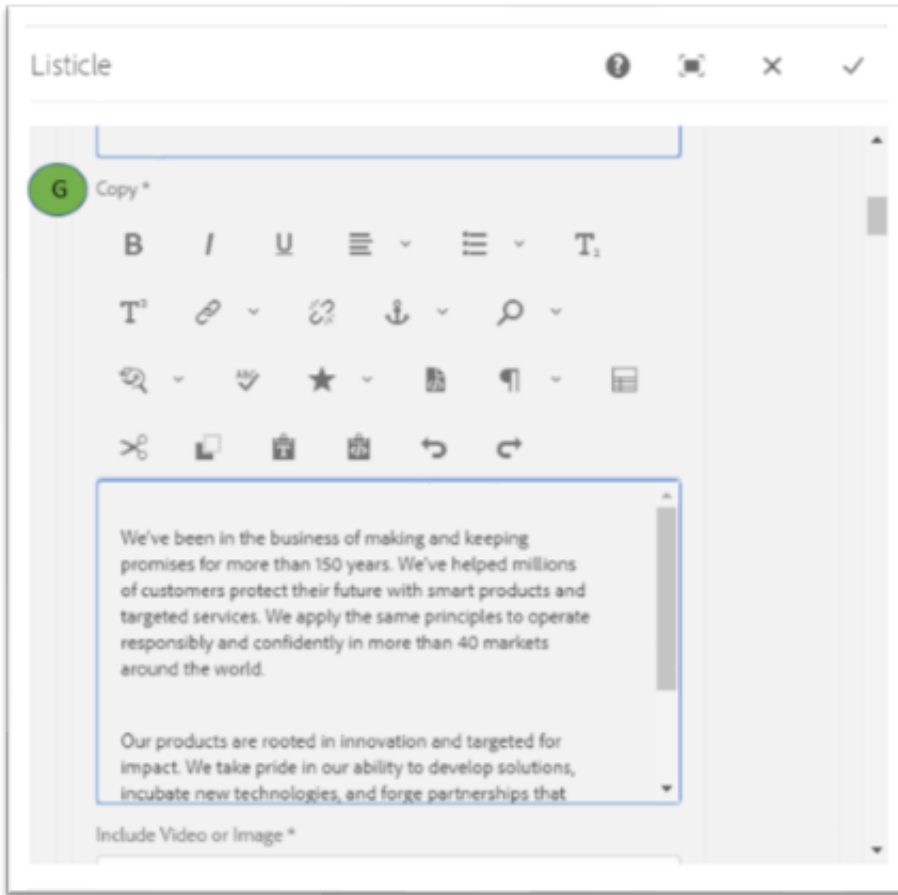 Listicle
G Copy *
B I U
T₁
T²
ABC
T
We've been in the business of making and keeping
promises for more than 150 years. We've helped millions
of customers protect their future with smart products and
targeted services. We apply the same principles to operate
responsibly and confidently in more than 40 markets
around the world.
Our products are rooted in innovation and targeted for
impact. We take pride in our ability to develop solutions,
incubate new technologies, and forge partnerships that
Include Video or Image *